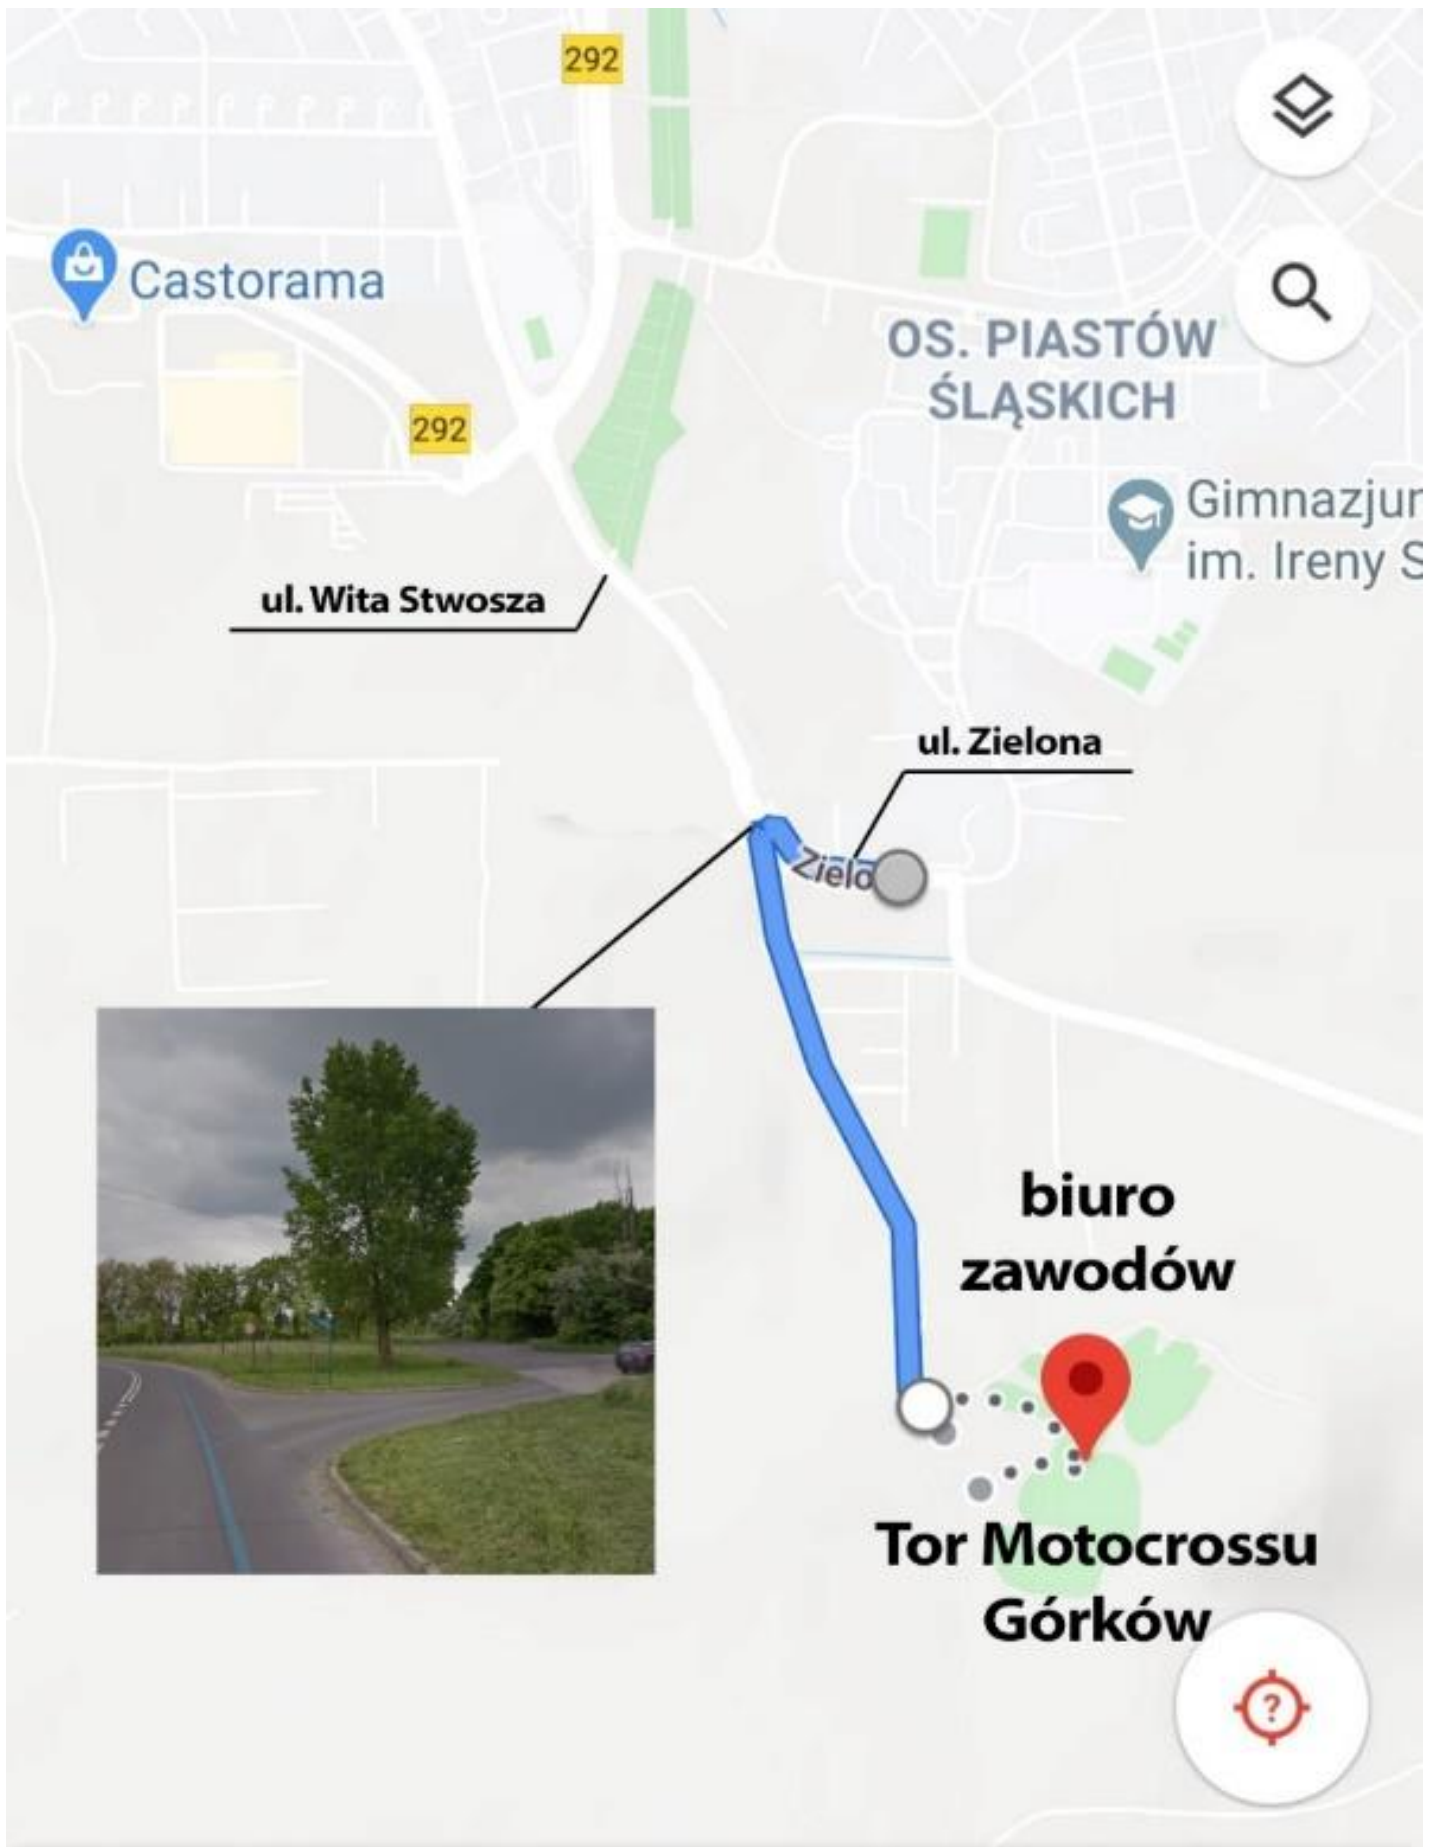 292
Castorama
OS. PIASTÓW
ŚLĄSKICH
292
Gimnazjur
im. Ireny S
ul. Wita Stwosza
ul. Zielona
Zielo
biuro
zawodów
Tor Motocrossu
Górków
?